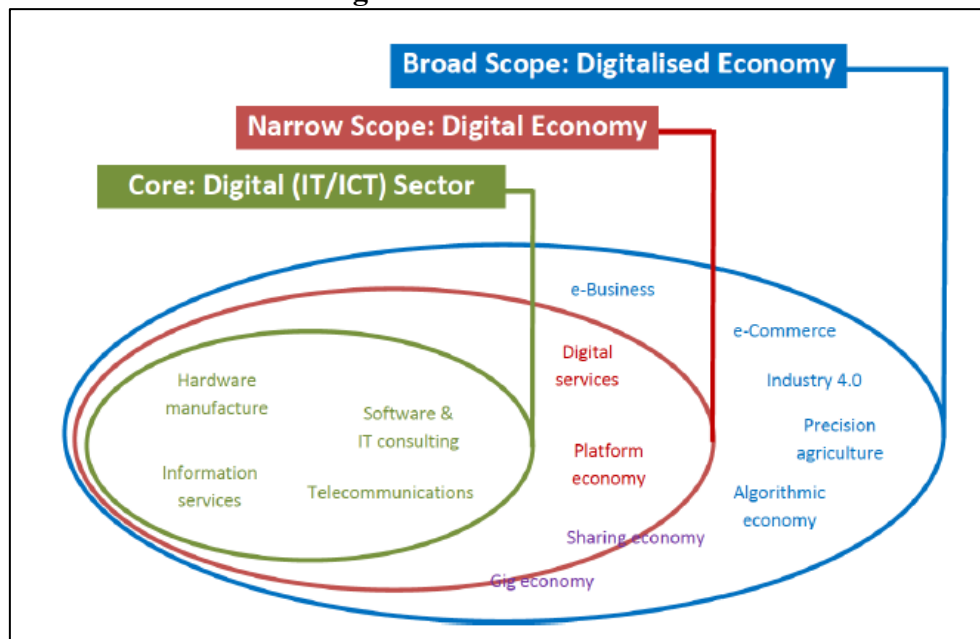 Broad Scope: Digitalised Economy
Narrow Scope: Digital Economy
Core: Digital (IT/ICT) Sector
e-Business
e-Commerce
Digital
services
Industry 4.0
Hardware
manufacture
Software &
IT consulting
Precision
agriculture
Platform
economy
Information
services
Telecommunications
Algorithmic
economy
Sharing economy
Gig economy